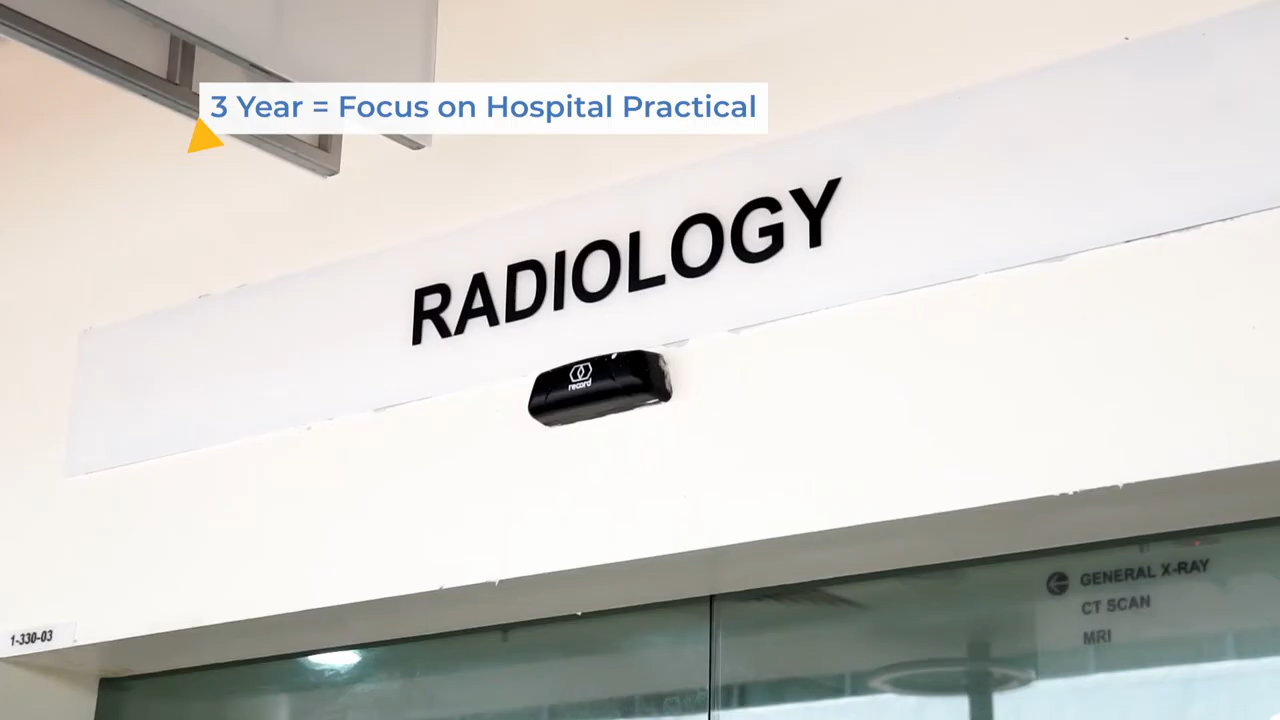 3 Year = Focus on Hospital Practical
RADIOLOGY
record
GENERAL X-RAY
CT SCAN
MRI
1-330-03